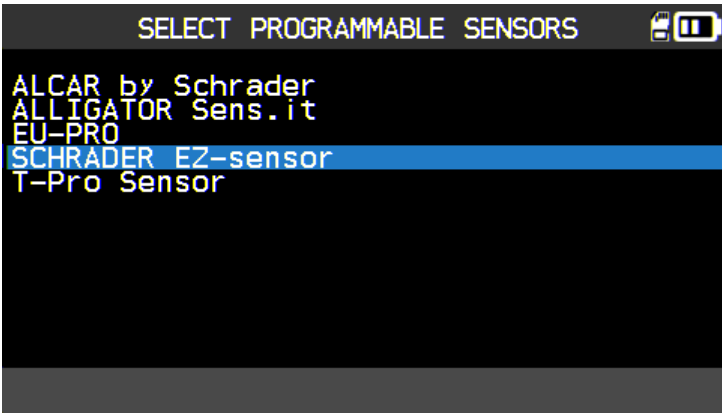 SELECT PROGRAMMABLE SENSORS
ALCAR by Schrader
ALLIGATOR Sens.it
EU-PRO
SCHRADER EZ-sensor
T-Pro Sensor